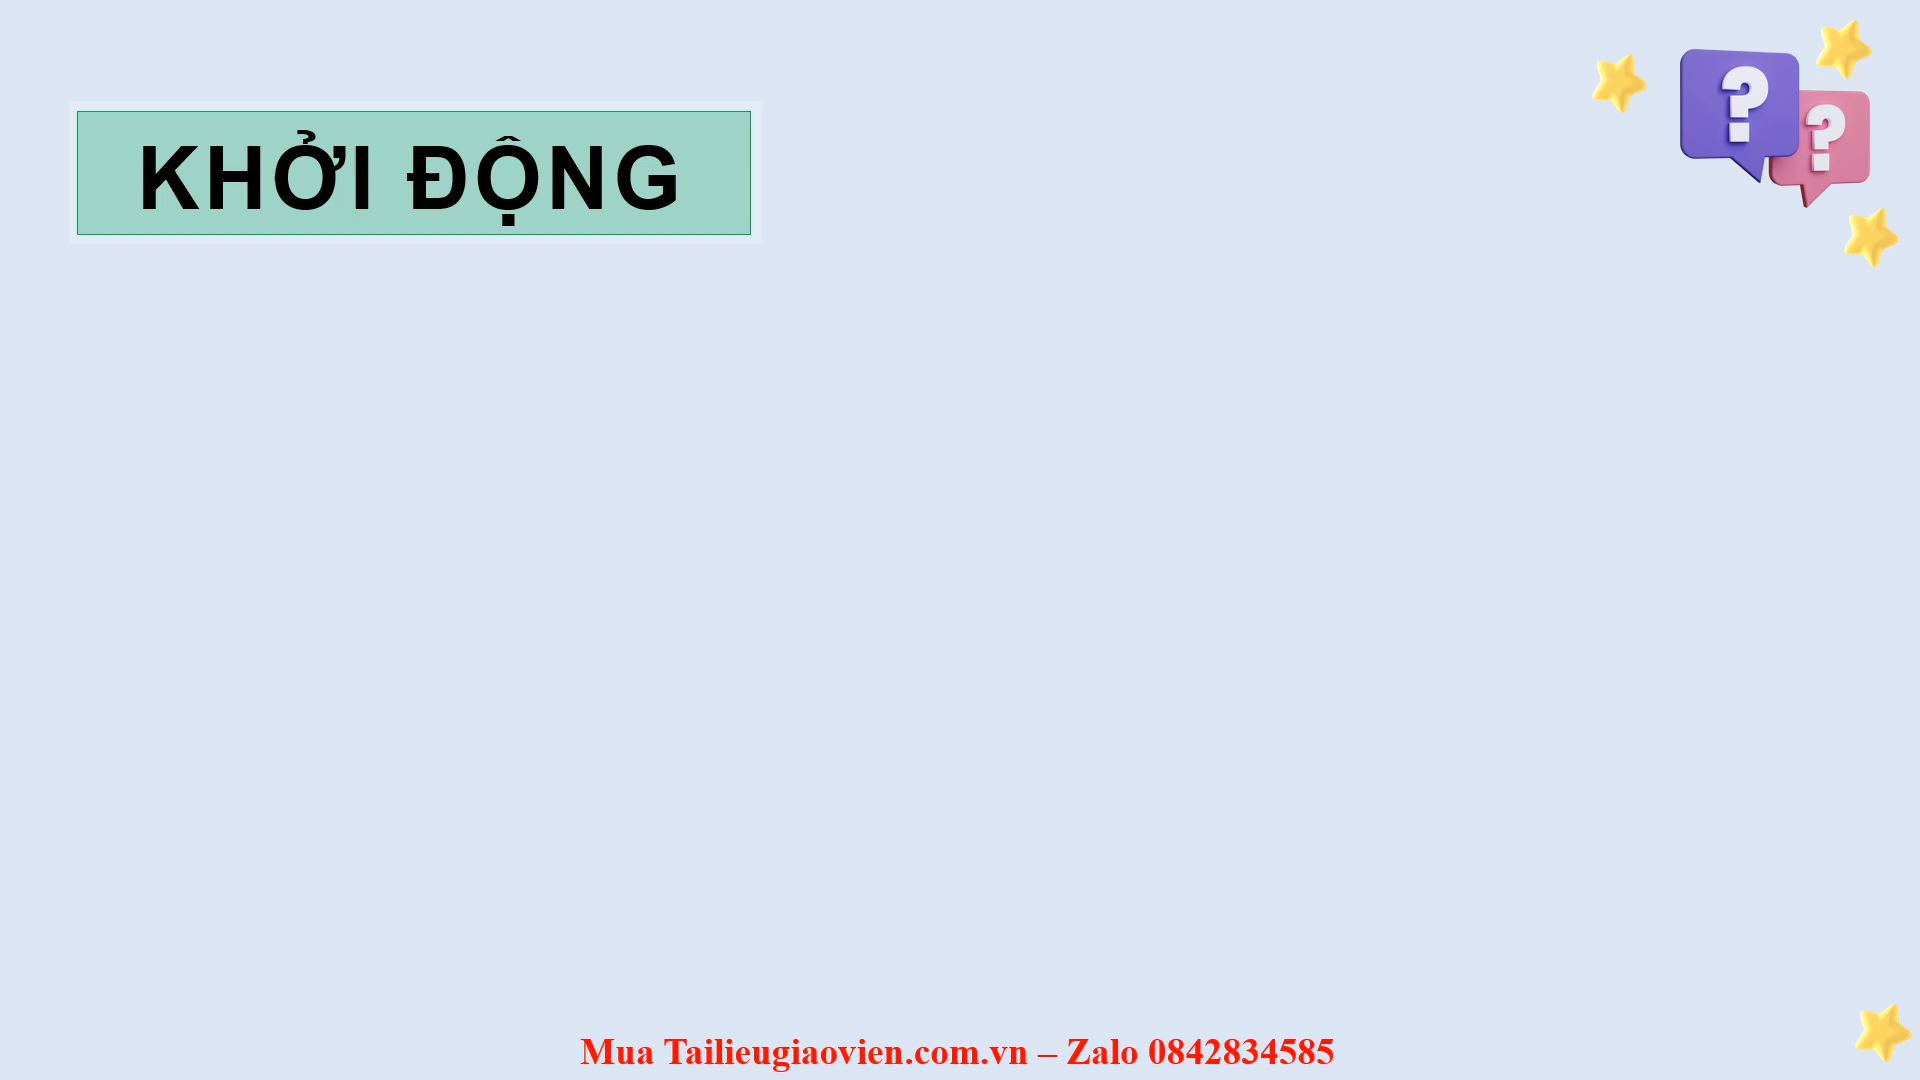 KHỞI ĐỘNG
? ?
Mua Tailieugiaovien.com.vn – Zalo 0842834585